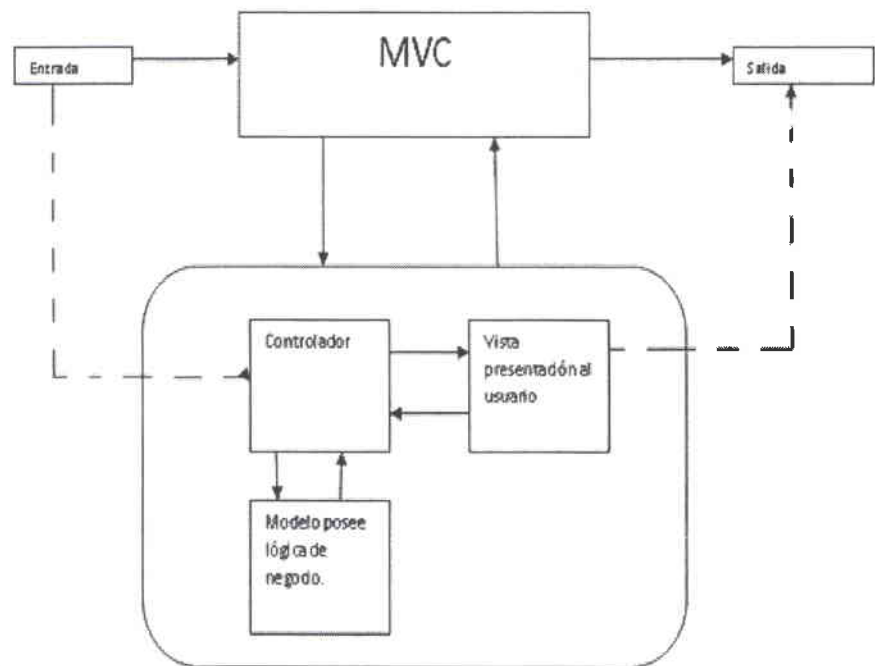 MVC
Entrada
Salida
Controlador
Vista
presentación al
usuario
Modelo posee
lógica de
negocio.